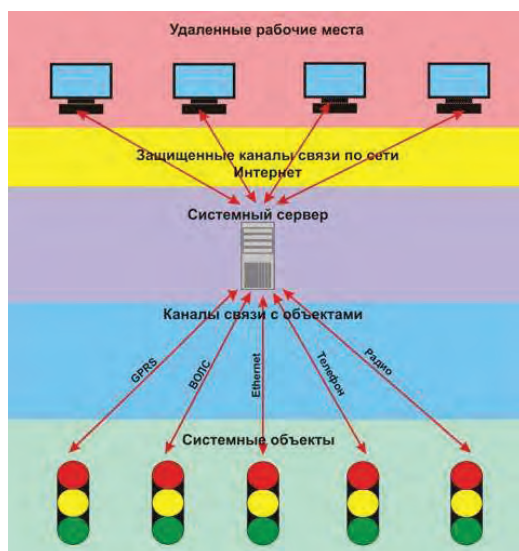 Удаленные рабочие места
Защищенные каналы связи по сети
Интернет
Системный сервер
Каналы связи с объектами
GPRS
ВОЛС
Ethernet
Телефон
Радио
Системные объекты